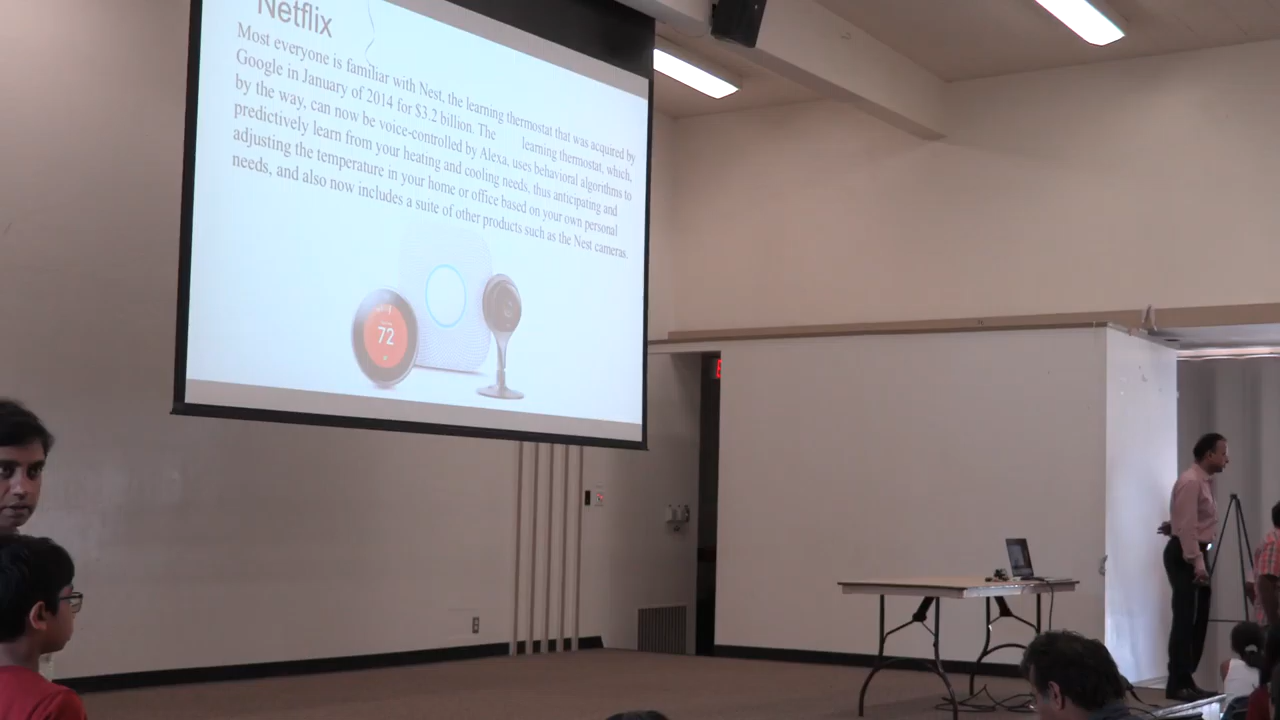 Netflix
Most everyone is familiar with Nest, the learning thermostat that was acquired by
Google in January of 2014 for $3.2 billion. The learning thermostat, which,
by the way, can now be voice-controlled by Alexa, uses behavioral algorithms to
predictively learn from your heating and cooling needs, thus anticipating and
adjusting the temperature in your home or office based on your own personal
needs, and also now includes a suite of other products such as the Nest cameras.
72